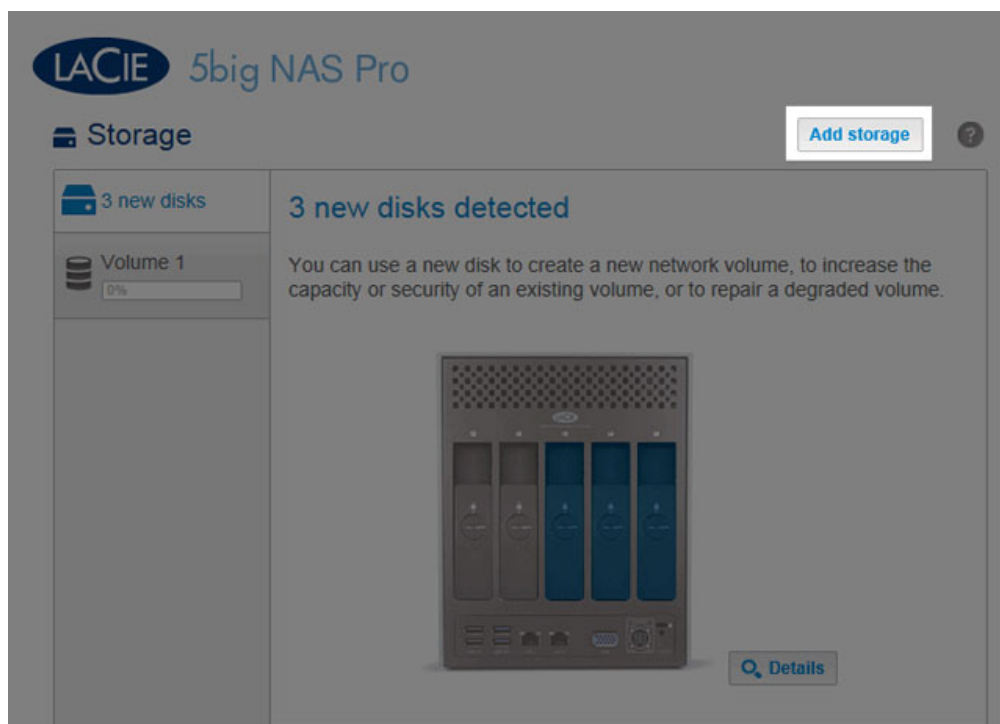 LACIE 5big NAS Pro
Storage
Add storage
?
3 new disks
Volume 1
0%
3 new disks detected
You can use a new disk to create a new network volume, to increase the
capacity or security of an existing volume, or to repair a degraded volume.
Details